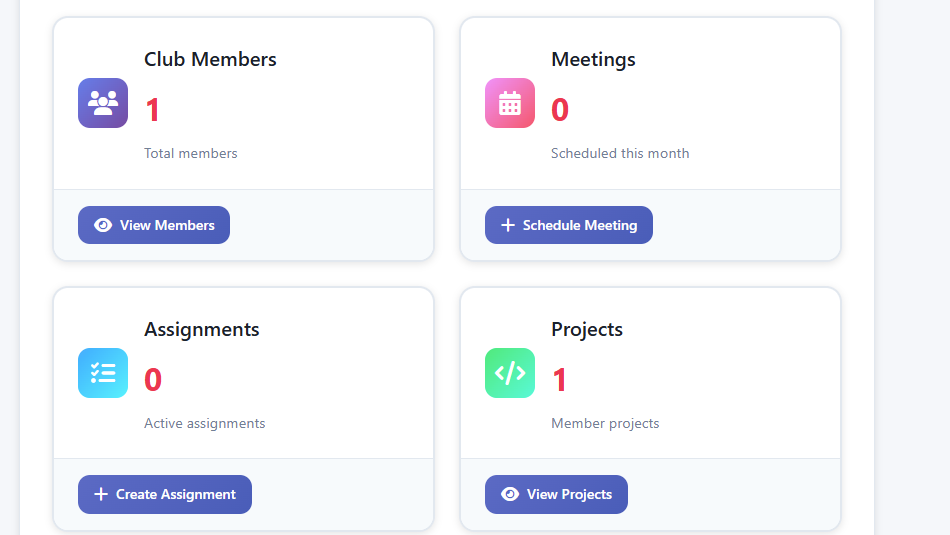 Club Members
1
Total members
View Members
Meetings
0
Scheduled this month
Schedule Meeting
Assignments
0
Active assignments
Create Assignment
Projects
1
Member projects
View Projects